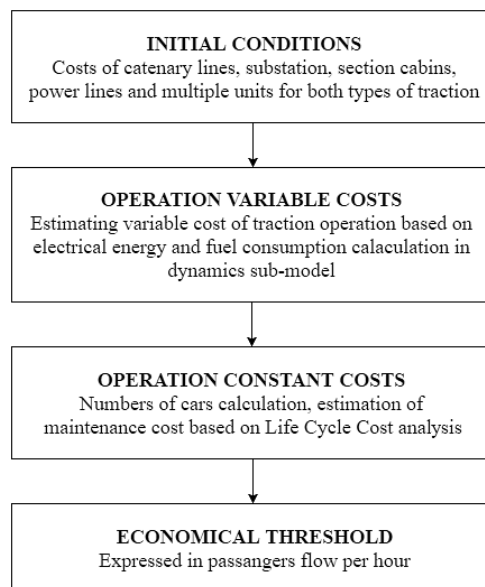 INITIAL CONDITIONS
Costs of catenary lines, substation, section cabins,
power lines and multiple units for both types of traction
OPERATION VARIABLE COSTS
Estimating variable cost of traction operation based on
electrical energy and fuel consumption calaculation in
dynamics sub-model
OPERATION CONSTANT COSTS
Numbers of cars calculation, estimation of
maintenance cost based on Life Cycle Cost analysis
ECONOMICAL THRESHOLD
Expressed in passangers flow per hour